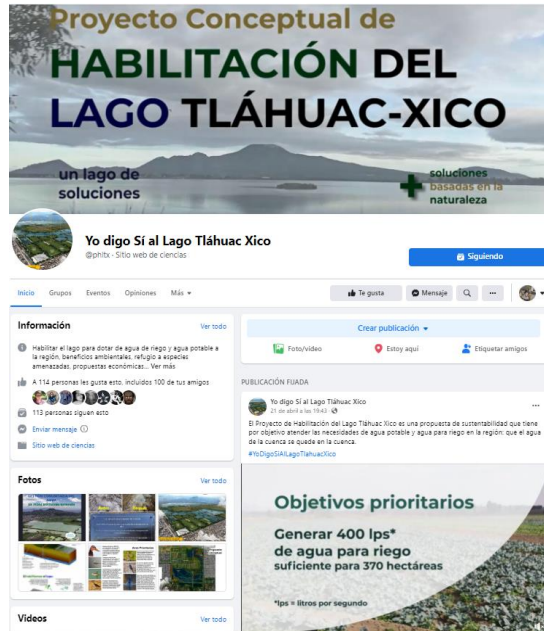 Proyecto Conceptual de
HABILITACIÓN DEL
LAGO TLÁHUAC-XICO
un lago de
soluciones
+ soluciones
basadas en la
naturaleza
Yo digo Sí al Lago Tláhuac Xico
@phitx · Sitio web de ciencias
Siguiendo
Inicio Grupos Eventos Opiniones Más
Te gusta Mensaje
Información Ver todo
Habilitar el lago para dotar de agua de riego y agua potable a
la región, beneficios ambientales, refugio a especies
amenazadas, propuestas económicas... Ver más
A 114 personas les gusta esto, incluidos 100 de tus amigos
113 personas siguen esto
Enviar mensaje
Sitio web de ciencias
Fotos Ver todo
Videos Ver todo
Crear publicación
Foto/video Estoy aquí Etiquetar amigos
PUBLICACIÓN FIJADA
Yo digo Sí al Lago Tláhuac Xico
21 de abril a las 19:43
El Proyecto de Habilitación del Lago Tláhuac Xico es una propuesta de sustentabilidad que tiene
por objetivo atender las necesidades de agua potable y agua para riego en la región: que el agua
de la cuenca se quede en la cuenca.
#YoDigoSíAlLagoTlahuacXico
Objetivos prioritarios
Generar 400 lps*
de agua para riego
suficiente para 370 hectáreas
*lps = litros por segundo